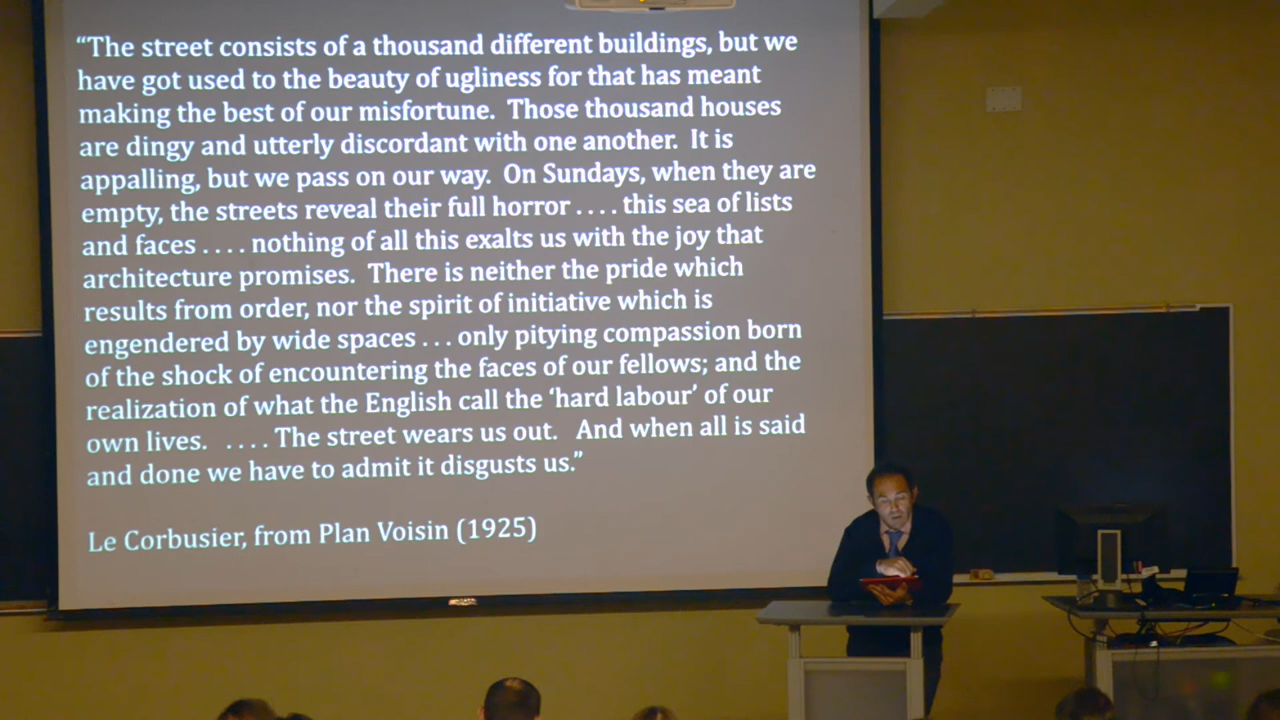 “The street consists of a thousand different buildings, but we
have got used to the beauty of ugliness for that has meant
making the best of our misfortune.  Those thousand houses
are dingy and utterly discordant with one another.  It is
appalling, but we pass on our way.  On Sundays, when they are
empty, the streets reveal their full horror . . . . this sea of lists
and faces . . . . nothing of all this exalts us with the joy that
architecture promises.  There is neither the pride which
results from order, nor the spirit of initiative which is
engendered by wide spaces . . . only pitying compassion born
of the shock of encountering the faces of our fellows; and the
realization of what the English call the ‘hard labour’ of our
own lives.   . . . . The street wears us out.   And when all is said
and done we have to admit it disgusts us.”
Le Corbusier, from Plan Voisin (1925)